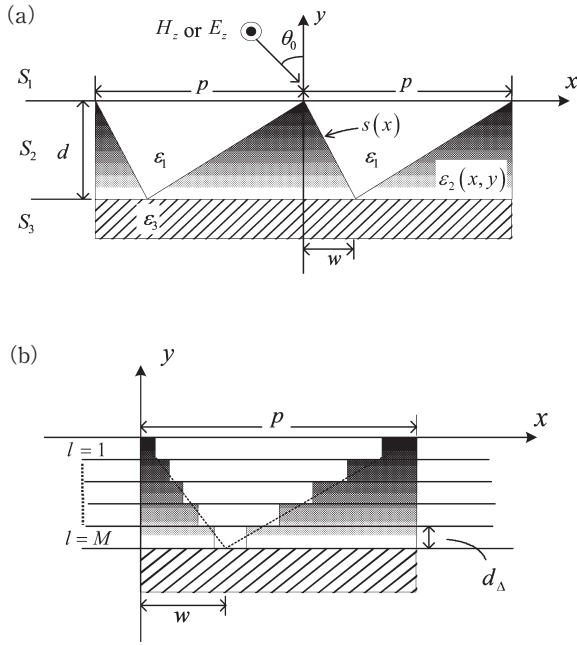 (a)
y
H_z or E_z
θ_0
S_1
p
p
x
s(x)
S_2
d
ε_1
ε_1
ε_2(x, y)
S_3
ε_3
w
(b)
y
p
x
l = 1
l = M
d_Δ
w